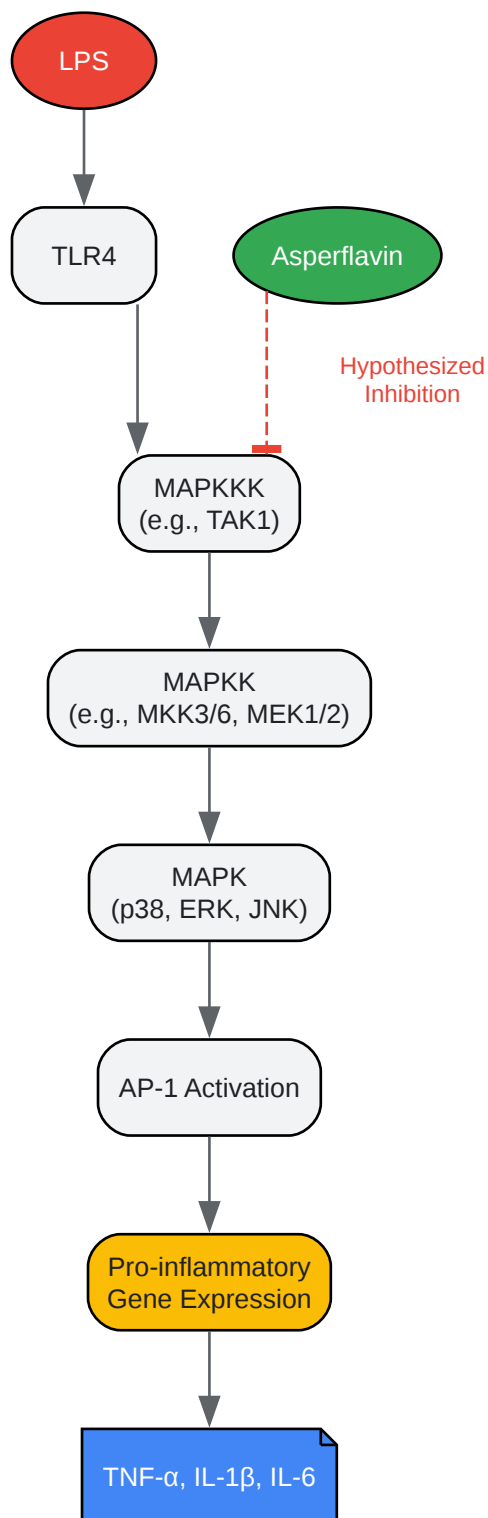 LPS
TLR4
Asperflavin
Hypothesized
Inhibition
MAPKKK
(e.g., TAK1)
MAPKK
(e.g., MKK3/6, MEK1/2)
MAPK
(p38, ERK, JNK)
AP-1 Activation
Pro-inflammatory
Gene Expression
TNF-α, IL-1β, IL-6